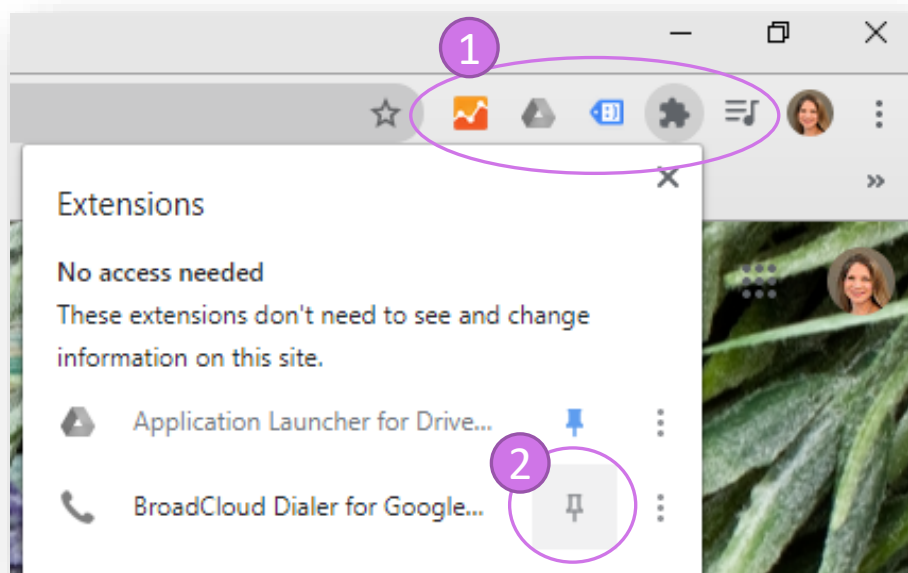 1
Extensions
No access needed
These extensions don't need to see and change
information on this site.
Application Launcher for Drive...
2
BroadCloud Dialer for Google...